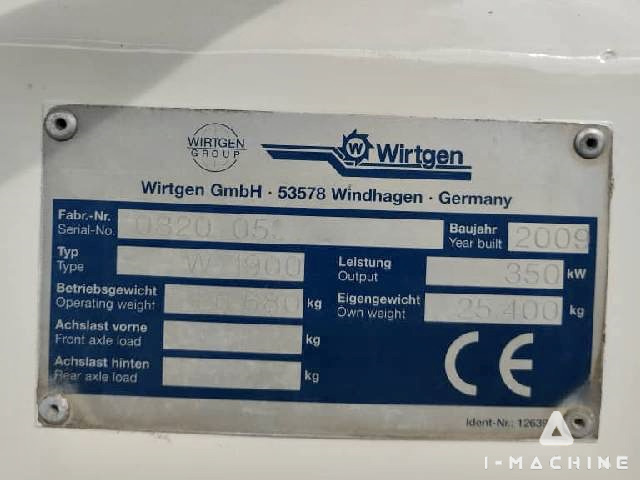 WIRTGEN
GROUP
W Wirtgen
Wirtgen GmbH · 53578 Windhagen · Germany
Fabr.-Nr.
Serial-No. 0820
Baujahr
Year built 2009
Typ
Type W 1900
Leistung
Output 350 kW
Betriebsgewicht
Operating weight kg
Eigengewicht
Own weight 25.400 kg
Achslast vorne
Front axle load kg
Achslast hinten
Rear axle load kg
CE
Ident-Nr.:
I-MACHINE